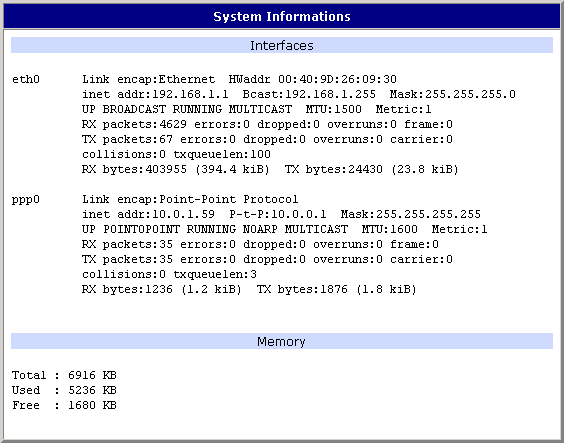 System Informations
Interfaces
eth0      Link encap:Ethernet  HWaddr 00:40:9D:26:09:30
          inet addr:192.168.1.1  Bcast:192.168.1.255  Mask:255.255.255.0
          UP BROADCAST RUNNING MULTICAST  MTU:1500  Metric:1
          RX packets:4629 errors:0 dropped:0 overruns:0 frame:0
          TX packets:67 errors:0 dropped:0 overruns:0 carrier:0
          collisions:0 txqueuelen:100
          RX bytes:403955 (394.4 kiB)  TX bytes:24430 (23.8 kiB)
ppp0      Link encap:Point-Point Protocol
          inet addr:10.0.1.59  P-t-P:10.0.0.1  Mask:255.255.255.255
          UP POINTOPOINT RUNNING NOARP MULTICAST  MTU:1600  Metric:1
          RX packets:35 errors:0 dropped:0 overruns:0 frame:0
          TX packets:35 errors:0 dropped:0 overruns:0 carrier:0
          collisions:0 txqueuelen:3
          RX bytes:1236 (1.2 kiB)  TX bytes:1876 (1.8 kiB)
Memory
Total : 6916 KB
Used  : 5236 KB
Free  : 1680 KB